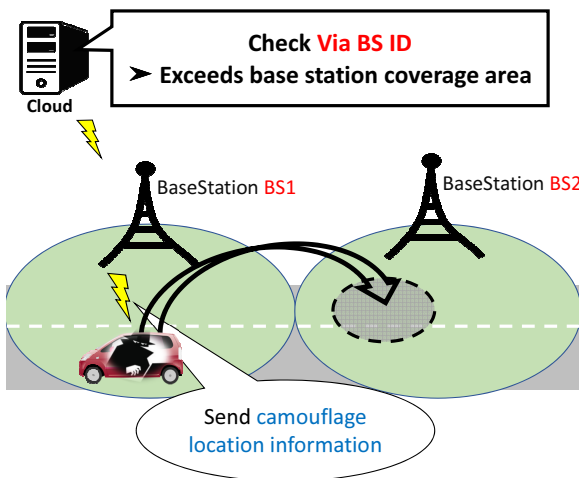 Check Via BS ID
➤ Exceeds base station coverage area
Cloud
BaseStation BS1
BaseStation BS2
Send camouflage
location information